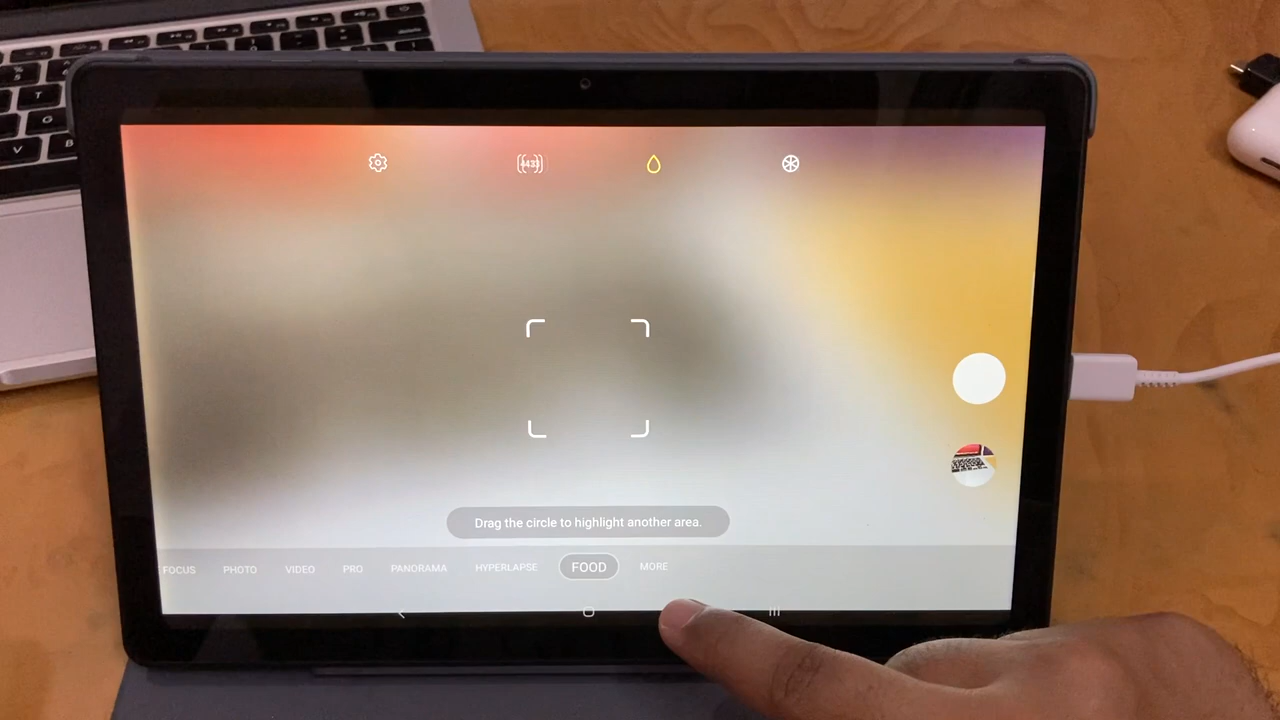 Drag the circle to highlight another area.
FOCUS PHOTO VIDEO PRO PANORAMA HYPERLAPSE FOOD MORE
T
G
V
B